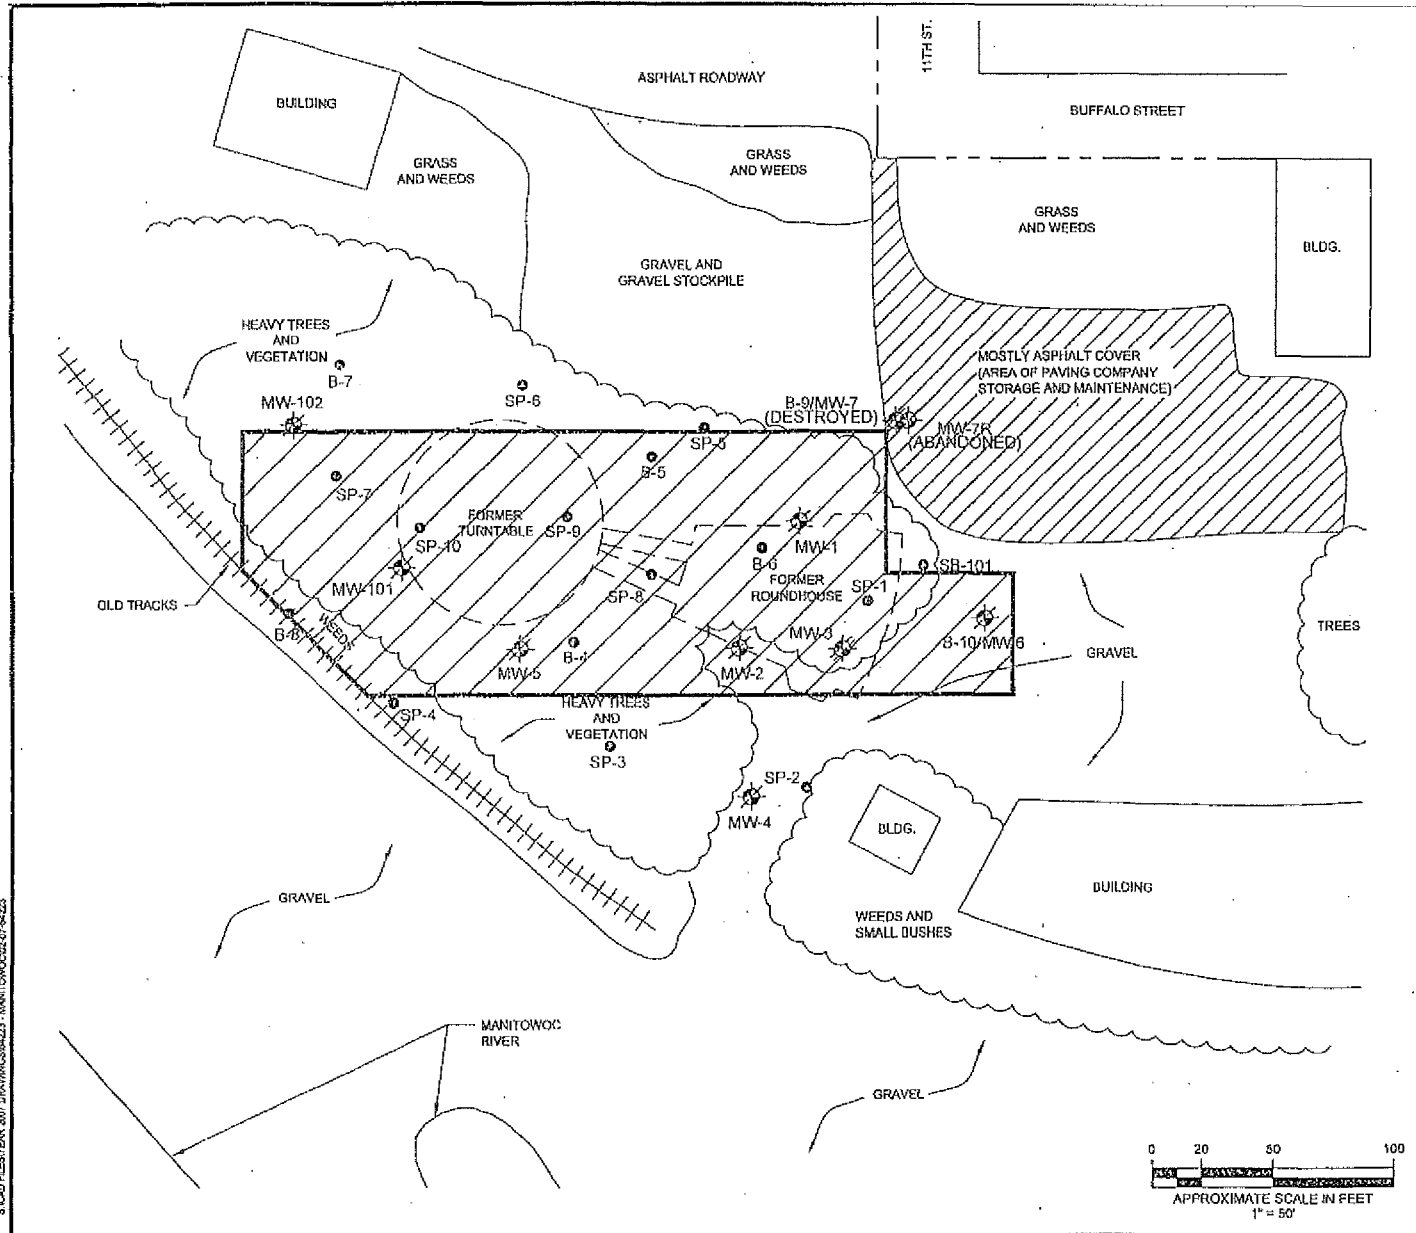 11TH ST.
ASPHALT ROADWAY
BUILDING
BUFFALO STREET
GRASS
AND WEEDS
GRASS
AND WEEDS
GRASS
AND WEEDS
BLDG.
GRAVEL AND
GRAVEL STOCKPILE
HEAVY TREES
AND
VEGETATION
MOSTLY ASPHALT COVER
(AREA OF PAVING COMPANY
STORAGE AND MAINTENANCE)
B-7
SP-6
MW-102
B-9/MW-7
(DESTROYED)
SP-5
MW-7R
(ABANDONED)
B-5
SP-7
FORMER
TURNTABLE
SP-9
SP-10
MW-1
B-6
SB-101
MW-101
FORMER
ROUNDHOUSE
SP-8
SP-1
OLD TRACKS
B-8
WEEDS
MW-3
B-10/MW-6
TREES
GRAVEL
B-4
MW-5
MW-2
SP-4
HEAVY TREES
AND
VEGETATION
SP-3
SP-2
MW-4
BLDG.
BUILDING
GRAVEL
WEEDS AND
SMALL BUSHES
MANITOWOC
RIVER
GRAVEL
0 20 50 100
APPROXIMATE SCALE IN FEET
1" = 50'